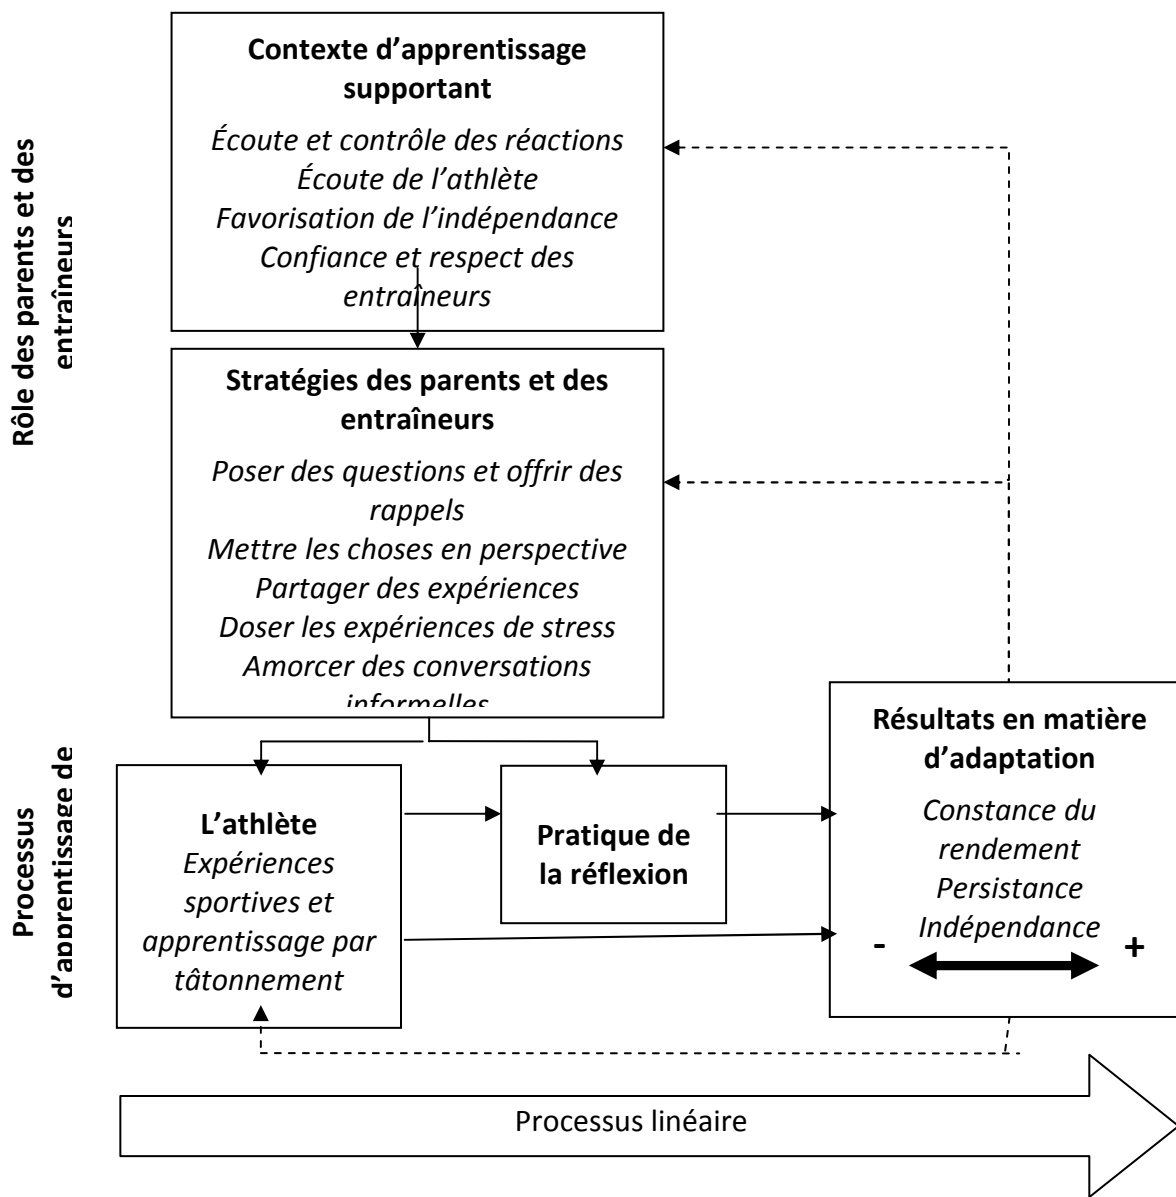 Rôle des parents et des
entraîneurs
Contexte d’apprentissage
supportant
Écoute et contrôle des réactions
Écoute de l’athlète
Favorisation de l’indépendance
Confiance et respect des
entraîneurs
Stratégies des parents et des
entraîneurs
Poser des questions et offrir des
rappels
Mettre les choses en perspective
Partager des expériences
Doser les expériences de stress
Amorcer des conversations
informelles
Processus
d’apprentissage de
L’athlète
Expériences
sportives et
apprentissage par
tâtonnement
Pratique de
la réflexion
Résultats en matière
d’adaptation
Constance du
rendement
Persistance
Indépendance
- +
Processus linéaire